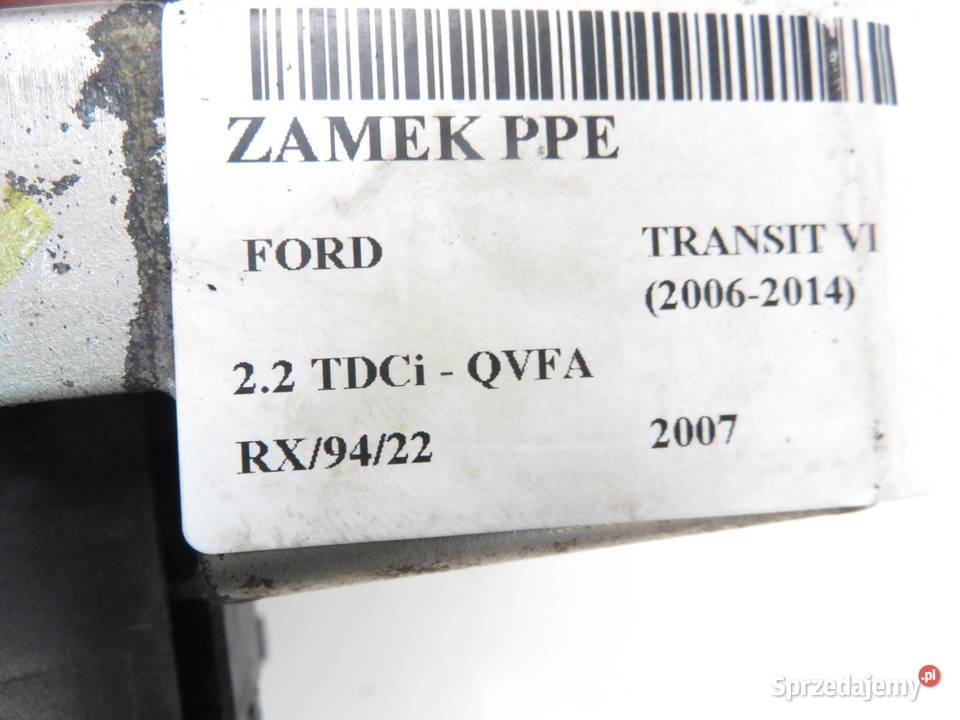 ZAMEK PPE
FORD TRANSIT VI
(2006-2014)
2.2 TDCi - QVFA
RX/94/22 2007
Sprzedajemy.pl